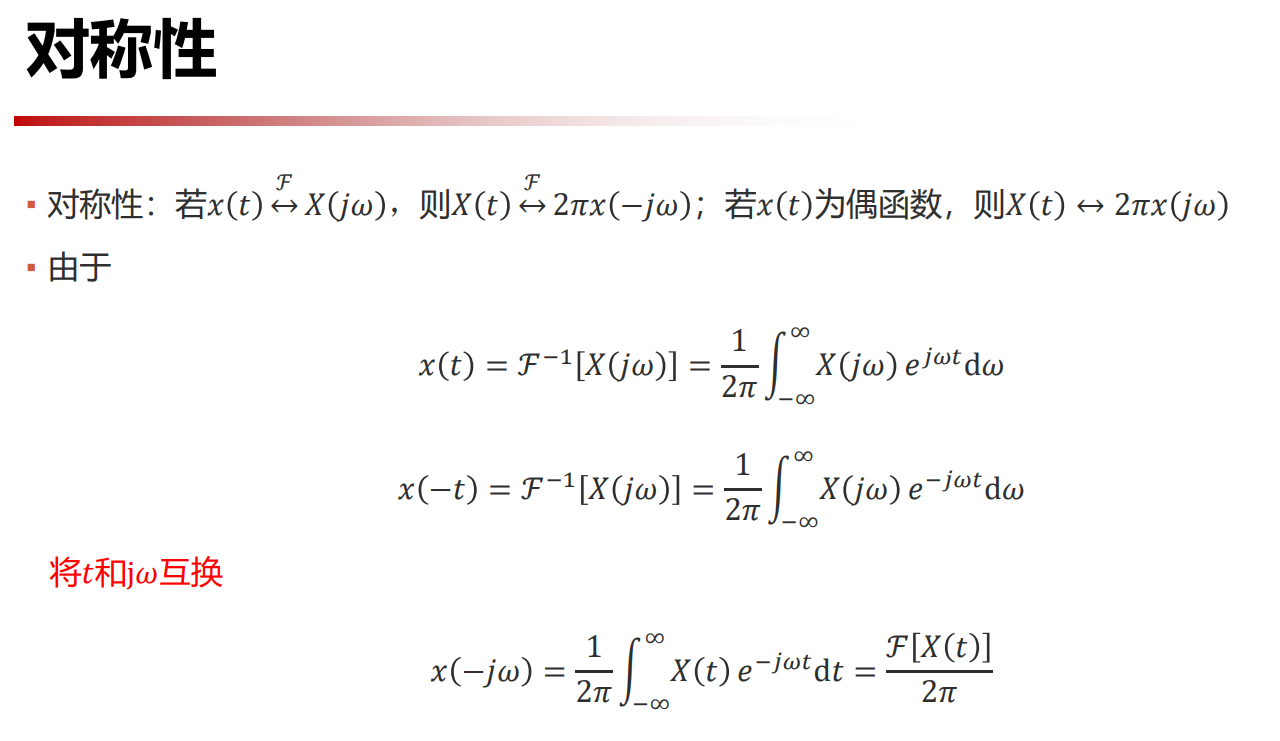 对称性
▪ 对称性：若$x(t) \overset{\mathcal{F}}{\leftrightarrow} X(j\omega)$，则$X(t) \overset{\mathcal{F}}{\leftrightarrow} 2\pi x(-j\omega)$；若$x(t)$为偶函数，则$X(t) \leftrightarrow 2\pi x(j\omega)$
▪ 由于
$x(t) = \mathcal{F}^{-1}[X(j\omega)] = \frac{1}{2\pi}\int_{-\infty}^{\infty} X(j\omega)\, e^{j\omega t}\mathrm{d}\omega$
$x(-t) = \mathcal{F}^{-1}[X(j\omega)] = \frac{1}{2\pi}\int_{-\infty}^{\infty} X(j\omega)\, e^{-j\omega t}\mathrm{d}\omega$
将$t$和$\mathrm{j}\omega$互换
$x(-j\omega) = \frac{1}{2\pi}\int_{-\infty}^{\infty} X(t)\, e^{-j\omega t}\mathrm{d}t = \frac{\mathcal{F}[X(t)]}{2\pi}$